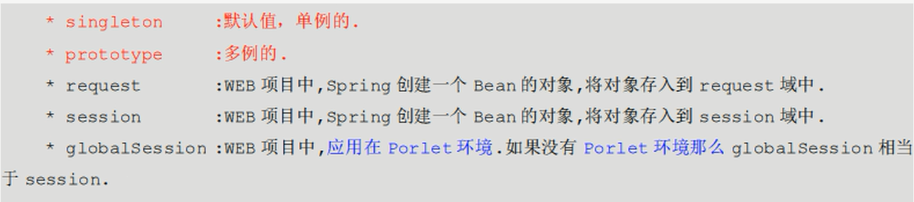 * singleton :默认值，单例的.
* prototype :多例的.
* request :WEB 项目中,Spring 创建一个 Bean 的对象,将对象存入到 request 域中.
* session :WEB 项目中,Spring 创建一个 Bean 的对象,将对象存入到 session 域中.
* globalSession :WEB 项目中,应用在 Porlet 环境.如果没有 Porlet 环境那么 globalSession 相当
于 session.